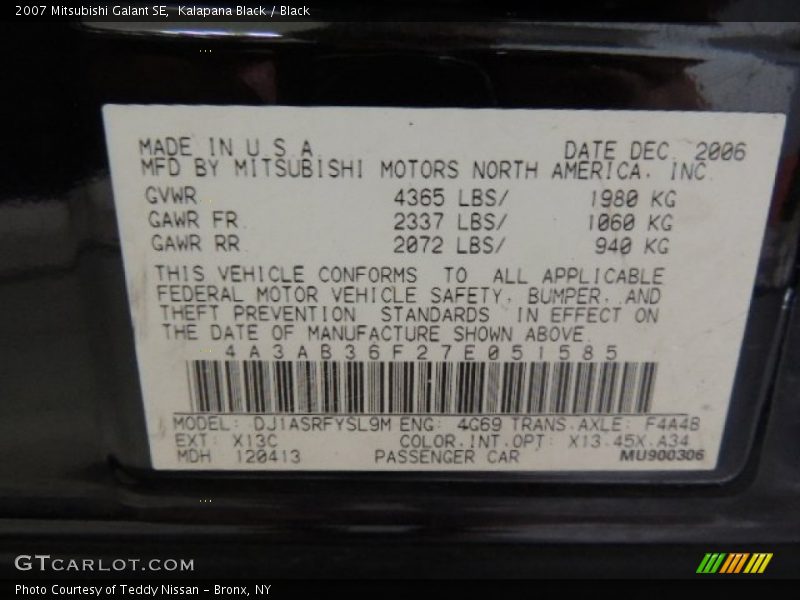 2007 Mitsubishi Galant SE,  Kalapana Black / Black
MADE IN U S A DATE DEC 2006
MFD BY MITSUBISHI MOTORS NORTH AMERICA, INC.
GVWR 4365 LBS/ 1980 KG
GAWR FR 2337 LBS/ 1060 KG
GAWR RR 2072 LBS/ 940 KG
THIS VEHICLE CONFORMS TO ALL APPLICABLE
FEDERAL MOTOR VEHICLE SAFETY, BUMPER, AND
THEFT PREVENTION STANDARDS IN EFFECT ON
THE DATE OF MANUFACTURE SHOWN ABOVE.
4A3AB36F27E051585
MODEL: DJ1ASRFYSL9M ENG: 4G69 TRANS.AXLE: F4A4B
EXT: X13C COLOR.INT.OPT: X13.45X.A34
MDH 120413 PASSENGER CAR MU900306
GTCARLOT.COM
Photo Courtesy of Teddy Nissan - Bronx, NY